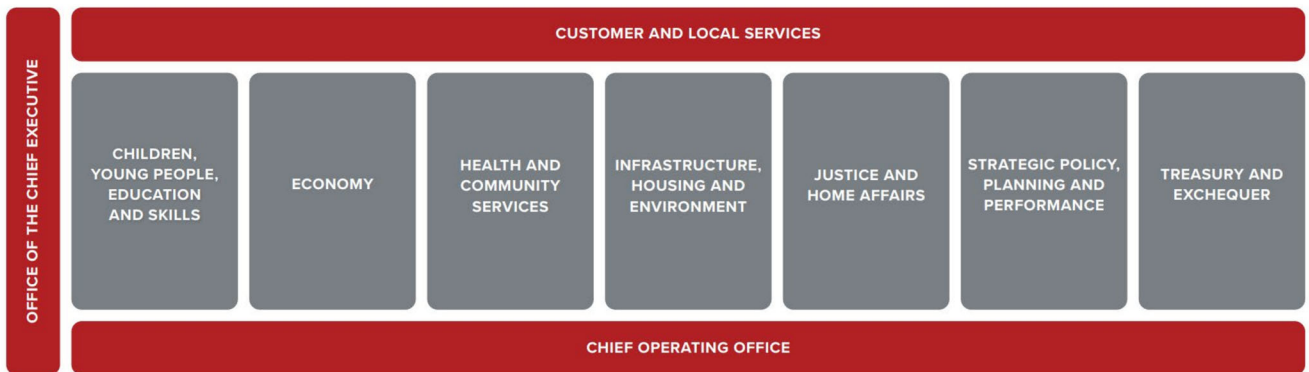 OFFICE OF THE CHIEF EXECUTIVE
CUSTOMER AND LOCAL SERVICES
CHILDREN,
YOUNG PEOPLE,
EDUCATION
AND SKILLS
ECONOMY
HEALTH AND
COMMUNITY
SERVICES
INFRASTRUCTURE,
HOUSING AND
ENVIRONMENT
JUSTICE AND
HOME AFFAIRS
STRATEGIC POLICY,
PLANNING AND
PERFORMANCE
TREASURY AND
EXCHEQUER
CHIEF OPERATING OFFICE